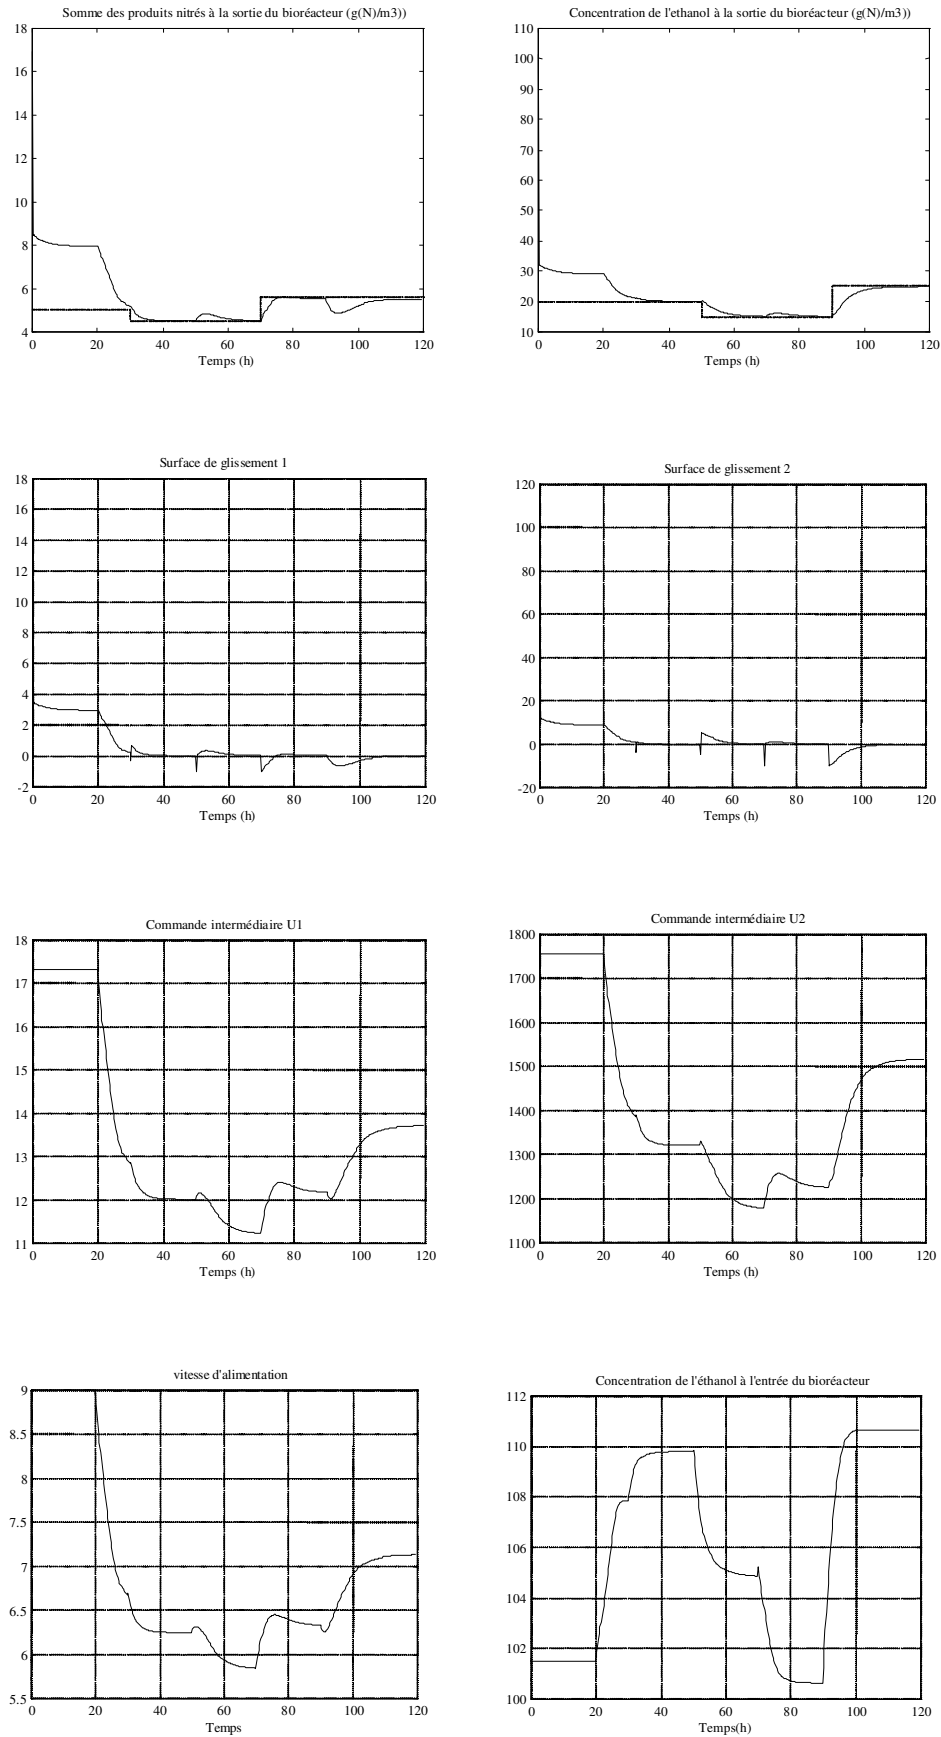 Somme des produits nitrés à la sortie du bioréacteur (g(N)/m3))
18
16
14
12
10
8
6
4
0 20 40 60 80 100 120
Temps (h)
Concentration de l'ethanol à la sortie du bioréacteur (g(N)/m3))
110
100
90
80
70
60
50
40
30
20
10
0 20 40 60 80 100 120
Temps (h)
Surface de glissement 1
18
16
14
12
10
8
6
4
2
0
-2
0 20 40 60 80 100 120
Temps (h)
Surface de glissement 2
120
100
80
60
40
20
0
-20
0 20 40 60 80 100 120
Temps (h)
Commande intermédiaire U1
18
17
16
15
14
13
12
11
0 20 40 60 80 100 120
Temps (h)
Commande intermédiaire U2
1800
1700
1600
1500
1400
1300
1200
1100
0 20 40 60 80 100 120
Temps (h)
vitesse d'alimentation
9
8.5
8
7.5
7
6.5
6
5.5
0 20 40 60 80 100 120
Temps
Concentration de l'éthanol à l'entrée du bioréacteur
112
110
108
106
104
102
100
0 20 40 60 80 100 120
Temps(h)